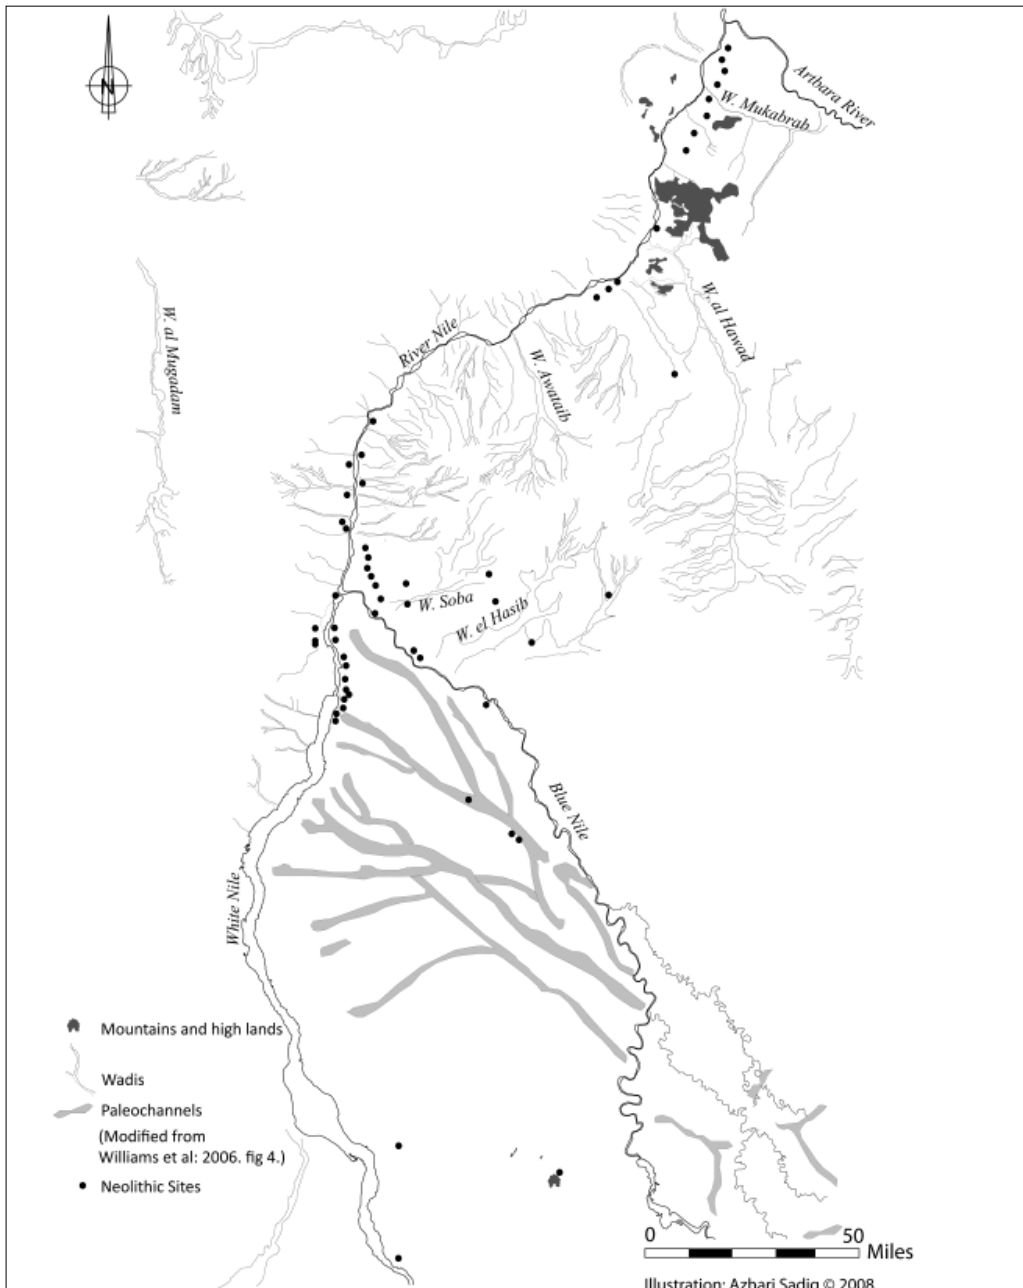 N
Artbara River
W. Mukabrab
W. al Hawad
W. al Mugadam
River Nile
W. Awataib
W. Soba
W. el Hasib
Blue Nile
White Nile
Mountains and high lands
Wadis
Paleochannels
(Modified from
Williams et al: 2006. fig 4.)
Neolithic Sites
0 50 Miles
Illustration: Azhari Sadig © 2008